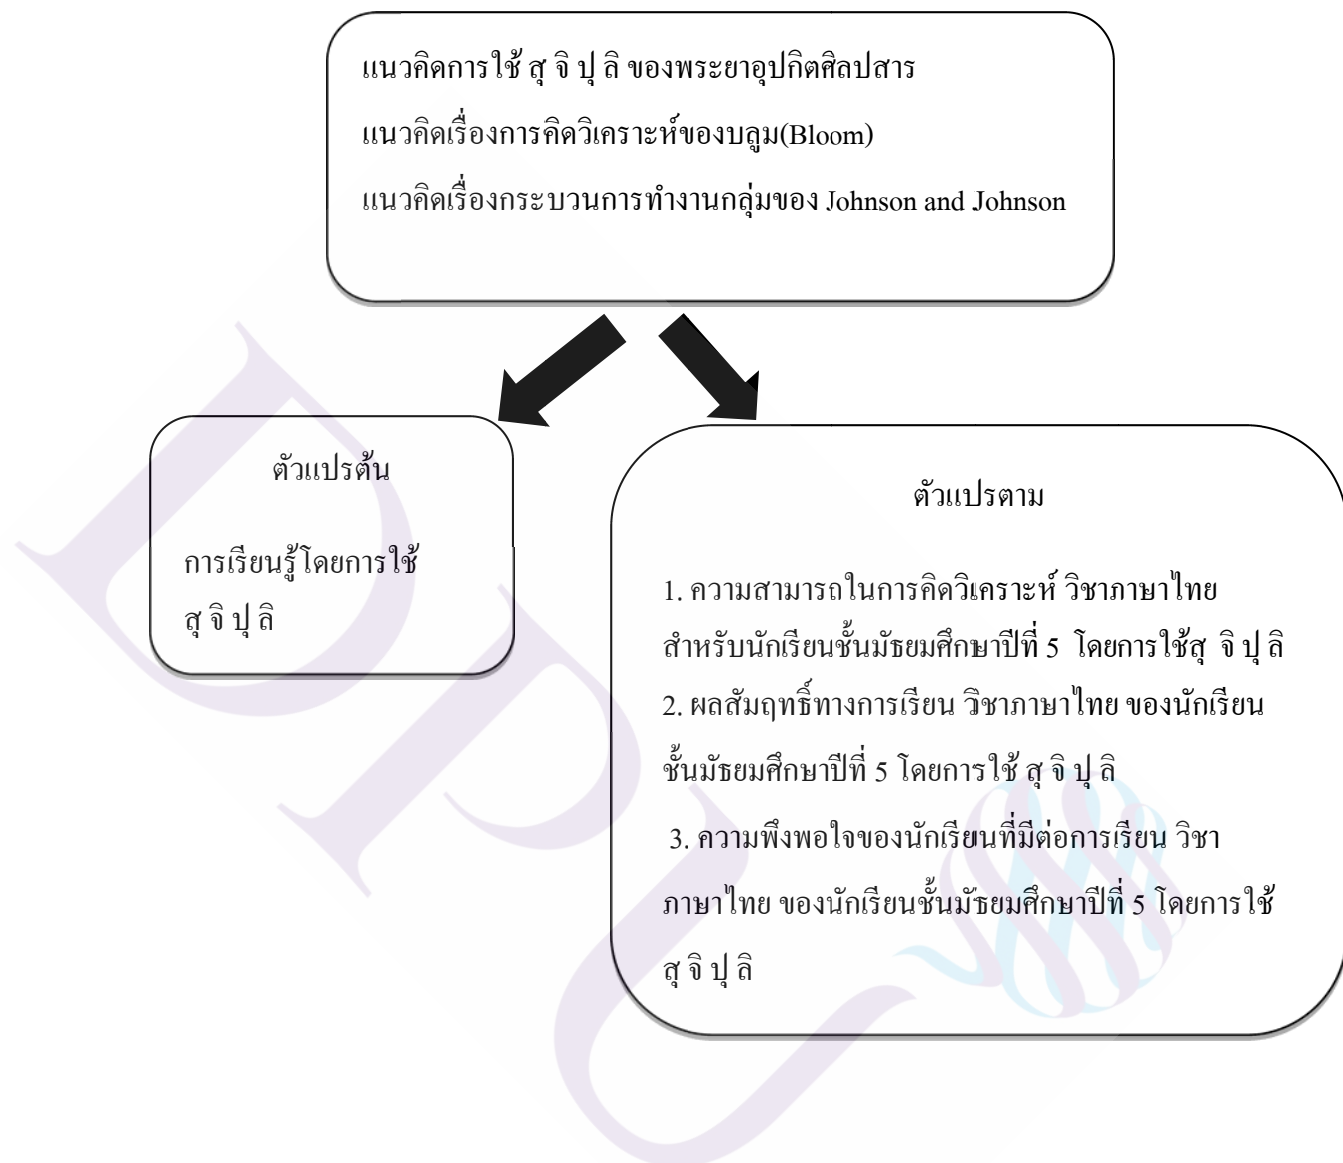 แนวคิดการใช้ สุ จิ ปุ ลิ ของพระยาอุปกิตศิลปสาร
แนวคิดเรื่องการคิดวิเคราะห์ของบลูม(Bloom)
แนวคิดเรื่องกระบวนการทำงานกลุ่มของ Johnson and Johnson
ตัวแปรต้น
การเรียนรู้โดยการใช้
สุ จิ ปุ ลิ
ตัวแปรตาม
1. ความสามารถในการคิดวิเคราะห์ วิชาภาษาไทย
สำหรับนักเรียนชั้นมัธยมศึกษาปีที่ 5 โดยการใช้สุ จิ ปุ ลิ
2. ผลสัมฤทธิ์ทางการเรียน วิชาภาษาไทย ของนักเรียน
ชั้นมัธยมศึกษาปีที่ 5 โดยการใช้ สุ จิ ปุ ลิ
3. ความพึงพอใจของนักเรียนที่มีต่อการเรียน วิชา
ภาษาไทย ของนักเรียนชั้นมัธยมศึกษาปีที่ 5 โดยการใช้
สุ จิ ปุ ลิ
DPU